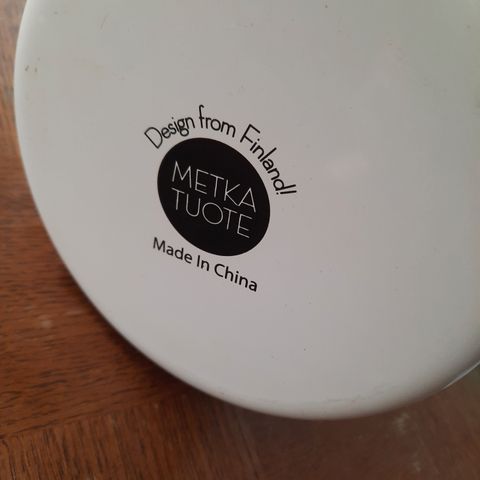 Design from Finland!
METKA
TUOTE
Made In China